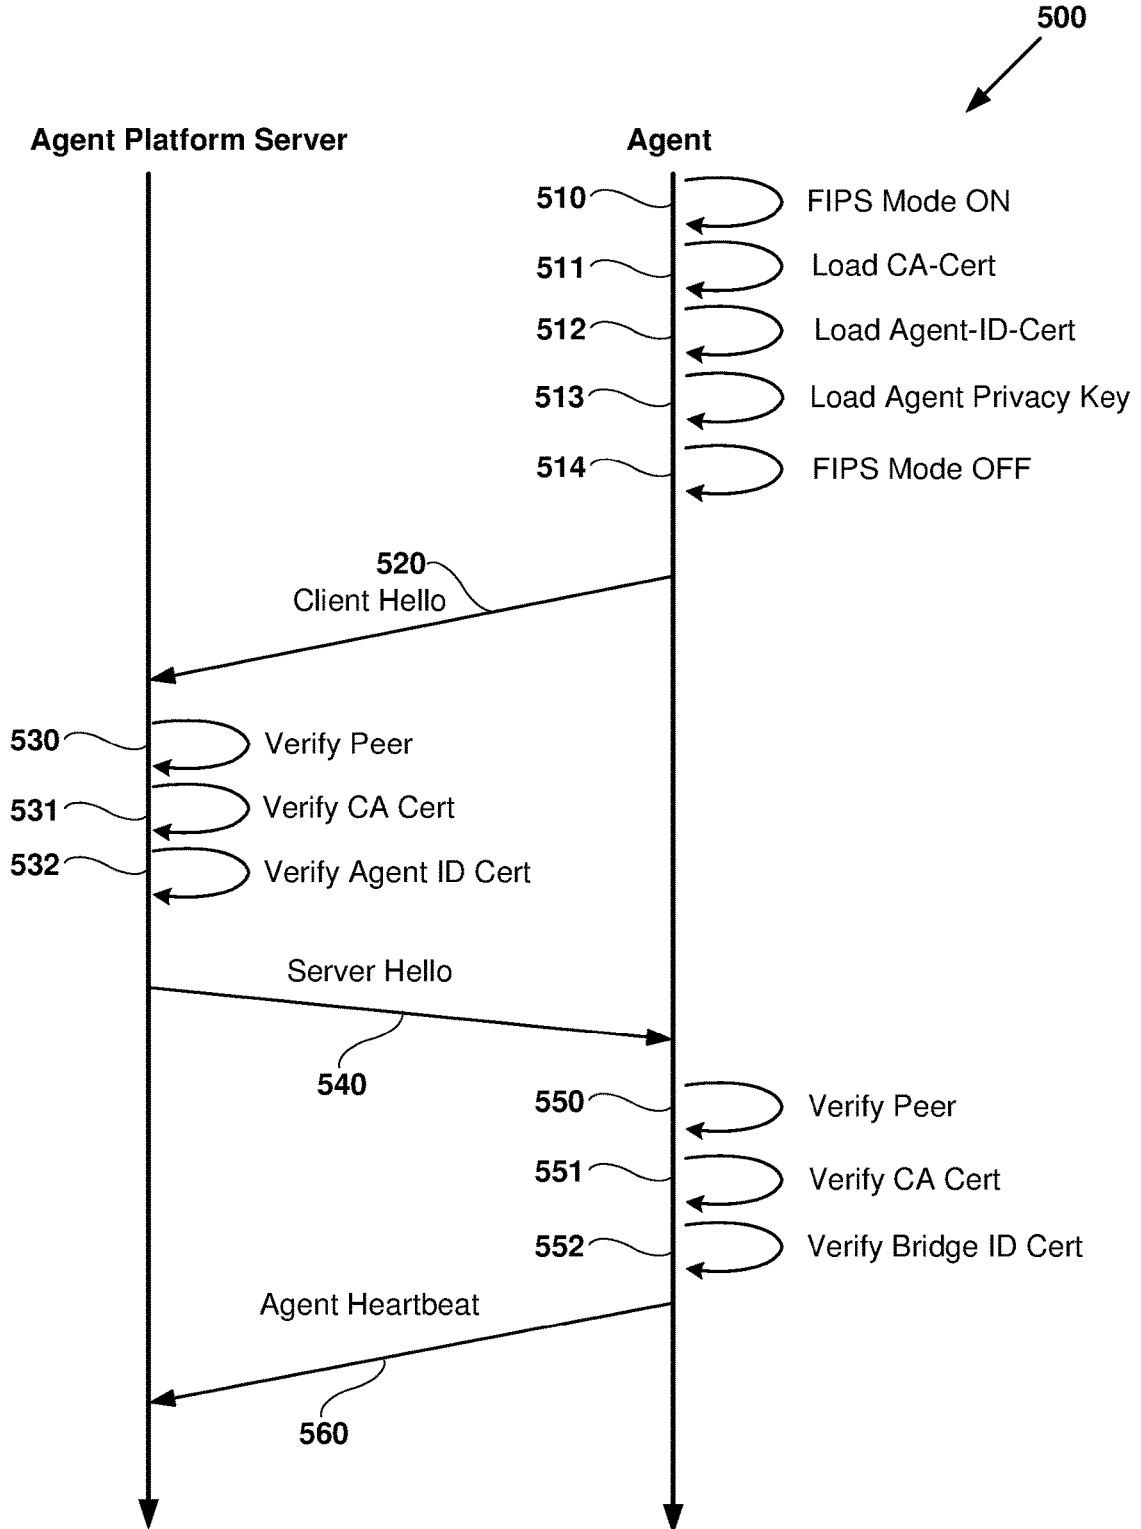 500
Agent Platform Server
Agent
510
FIPS Mode ON
511
Load CA-Cert
512
Load Agent-ID-Cert
513
Load Agent Privacy Key
514
FIPS Mode OFF
520
Client Hello
530
Verify Peer
531
Verify CA Cert
532
Verify Agent ID Cert
Server Hello
540
550
Verify Peer
551
Verify CA Cert
552
Verify Bridge ID Cert
Agent Heartbeat
560